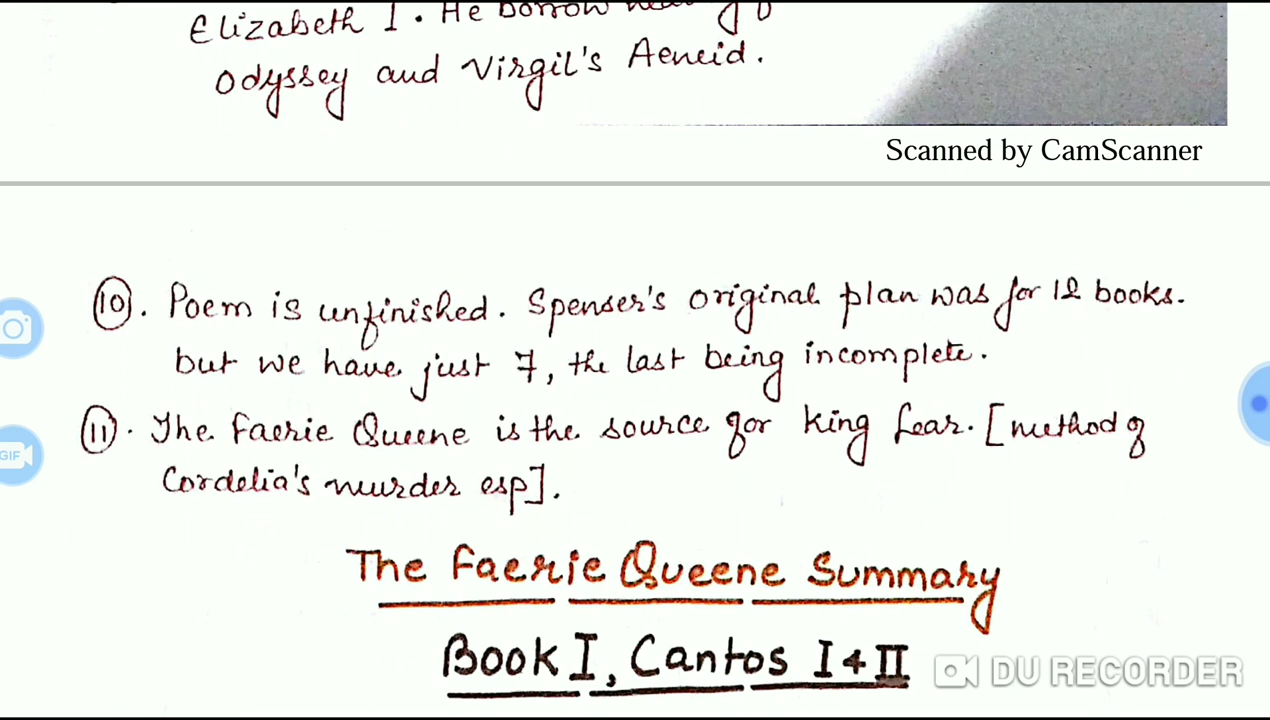 Elizabeth I. He borrow
Odyssey and Virgil's Aeneid.
Scanned by CamScanner
10. Poem is unfinished. Spenser's original plan was for 12 books.
but we have just 7, the last being incomplete.
11. The Faerie Queene is the source for King Lear. [method of
Cordelia's murder esp].
The Faerie Queene Summary
Book I, Cantos I & II
GIF
DU RECORDER